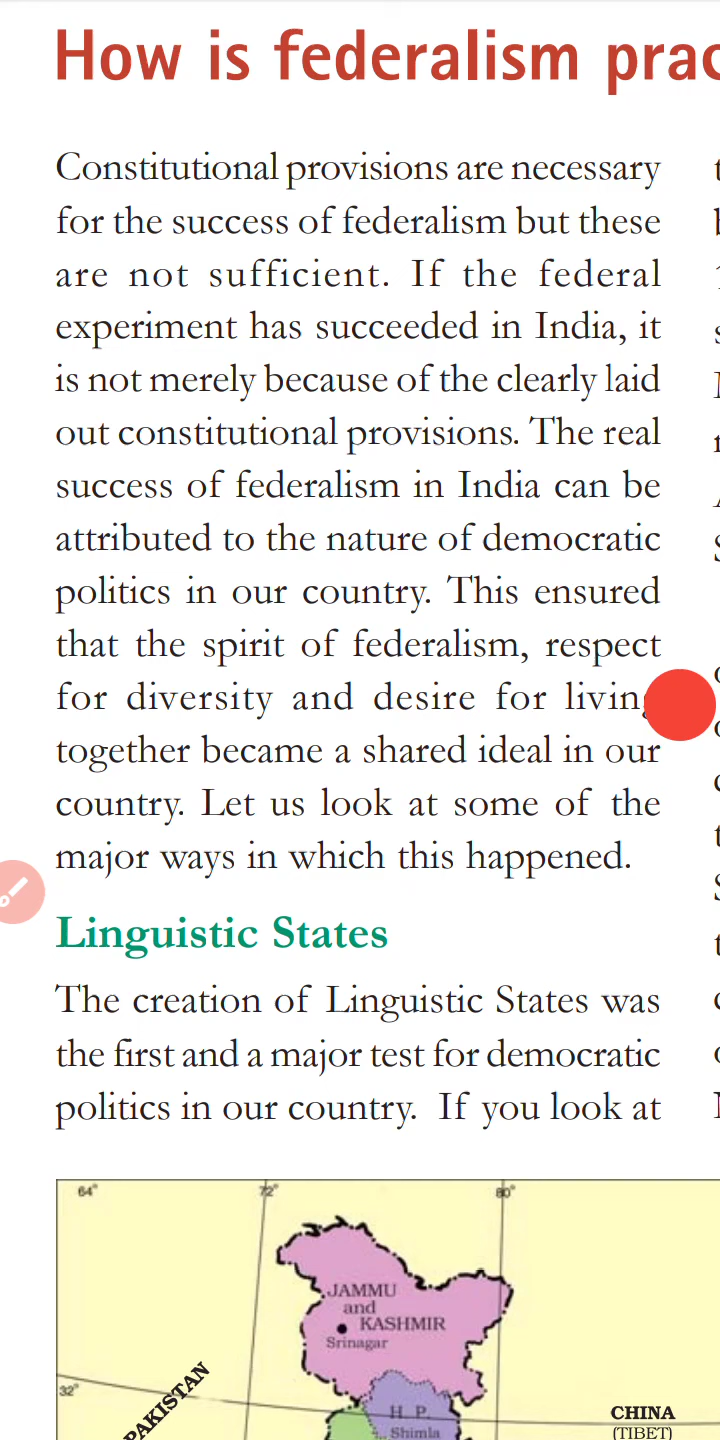 How is federalism
Constitutional provisions are necessary
for the success of federalism but these
are not sufficient. If the federal
experiment has succeeded in India, it
is not merely because of the clearly laid
out constitutional provisions. The real
success of federalism in India can be
attributed to the nature of democratic
politics in our country. This ensured
that the spirit of federalism, respect
for diversity and desire for living
together became a shared ideal in our
country. Let us look at some of the
major ways in which this happened.
Linguistic States
The creation of Linguistic States was
the first and a major test for democratic
politics in our country. If you look at
64°
72°
80°
JAMMU
and
KASHMIR
Srinagar
32°
PAKISTAN
H. P.
Shimla
CHINA
(TIBET)